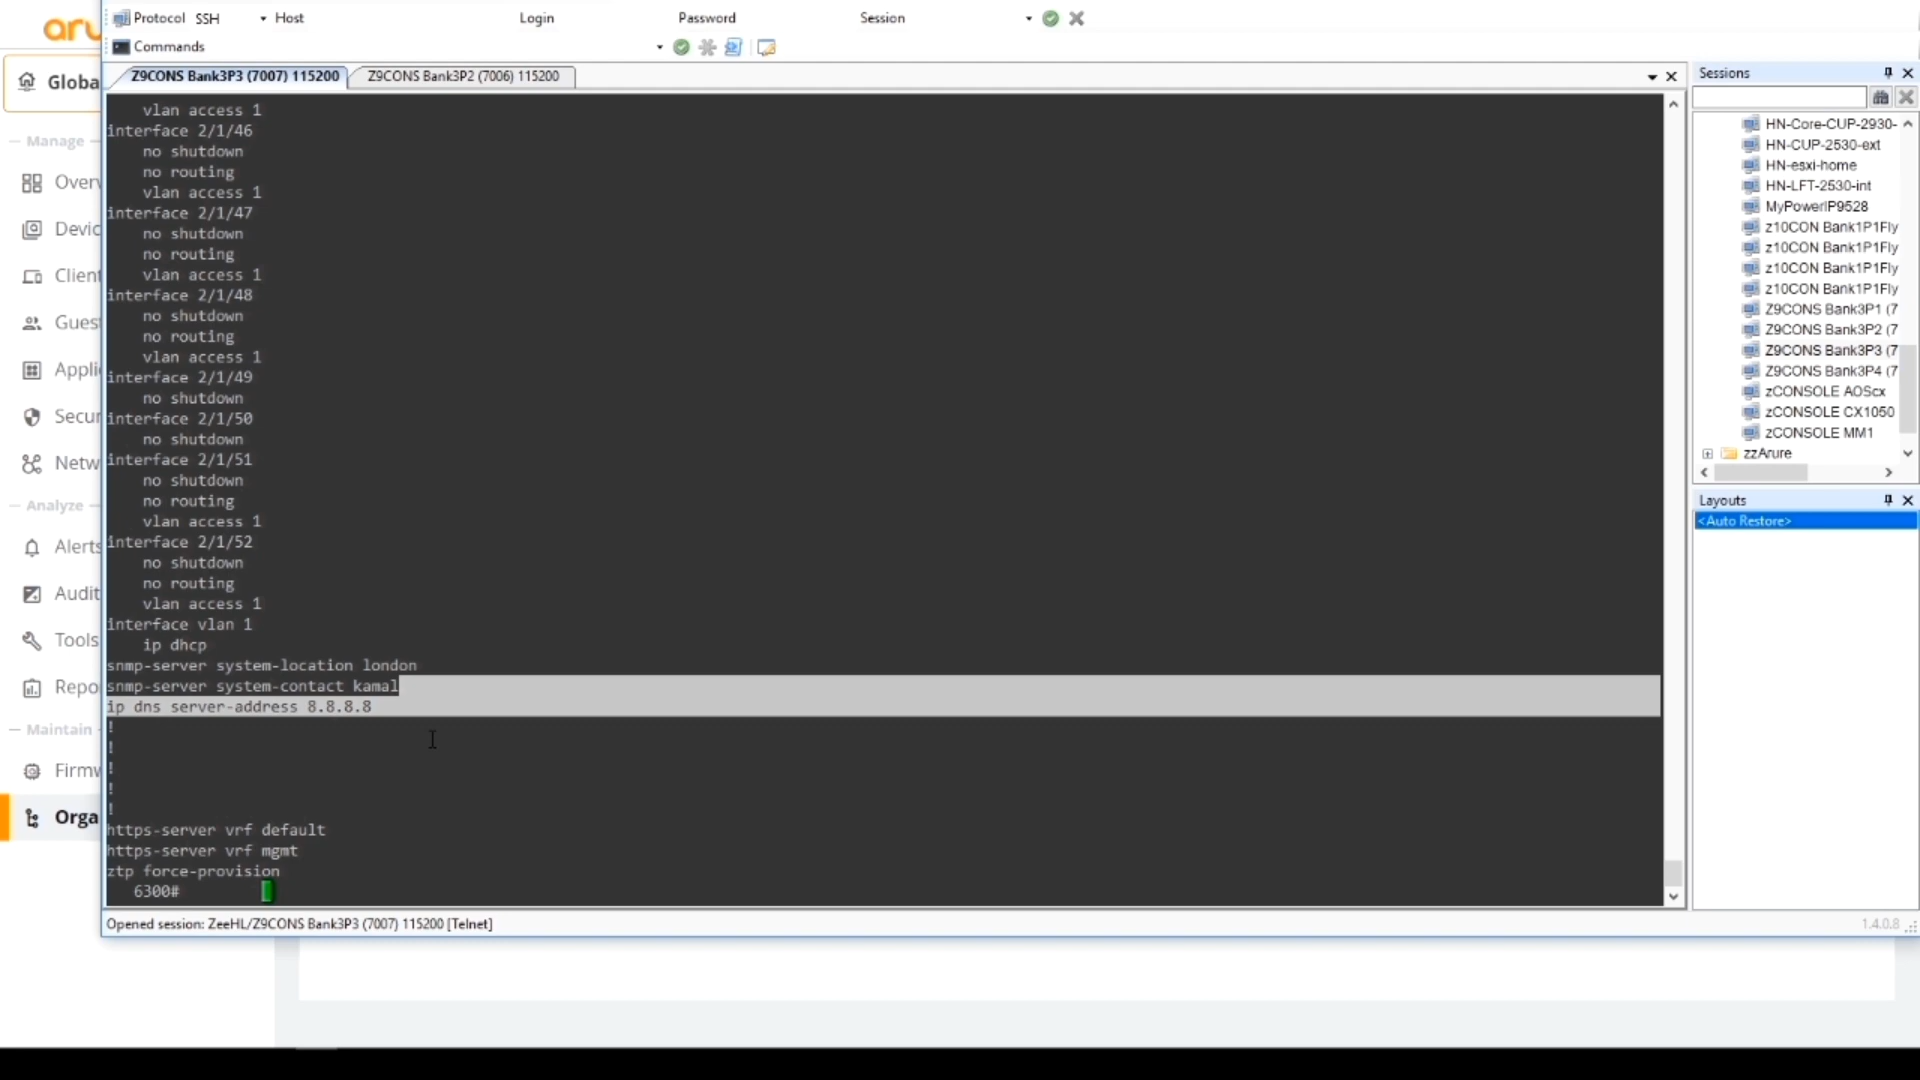 Protocol SSH Host Login Password Session
Commands
Z9CONS Bank3P3 (7007) 115200 Z9CONS Bank3P2 (7006) 115200
aru
Globa
Manage
Overv
Devic
Client
Gues
Appli
Secur
Netw
Analyze
Alerts
Audit
Tools
Repo
Maintain
Firmw
Orga
vlan access 1
interface 2/1/46
no shutdown
no routing
vlan access 1
interface 2/1/47
no shutdown
no routing
vlan access 1
interface 2/1/48
no shutdown
no routing
vlan access 1
interface 2/1/49
no shutdown
interface 2/1/50
no shutdown
interface 2/1/51
no shutdown
no routing
vlan access 1
interface 2/1/52
no shutdown
no routing
vlan access 1
interface vlan 1
ip dhcp
snmp-server system-location london
snmp-server system-contact kamal
ip dns server-address 8.8.8.8
!
!
!
!
!
https-server vrf default
https-server vrf mgmt
ztp force-provision
6300#
Opened session: ZeeHL/Z9CONS Bank3P3 (7007) 115200 [Telnet]
1.4.0.8
Sessions
HN-Core-CUP-2930-
HN-CUP-2530-ext
HN-esxi-home
HN-LFT-2530-int
MyPowerIP9528
z10CON Bank1P1Fly
z10CON Bank1P1Fly
z10CON Bank1P1Fly
z10CON Bank1P1Fly
Z9CONS Bank3P1 (7
Z9CONS Bank3P2 (7
Z9CONS Bank3P3 (7
Z9CONS Bank3P4 (7
zCONSOLE AOScx
zCONSOLE CX1050
zCONSOLE MM1
zzArure
Layouts
<Auto Restore>